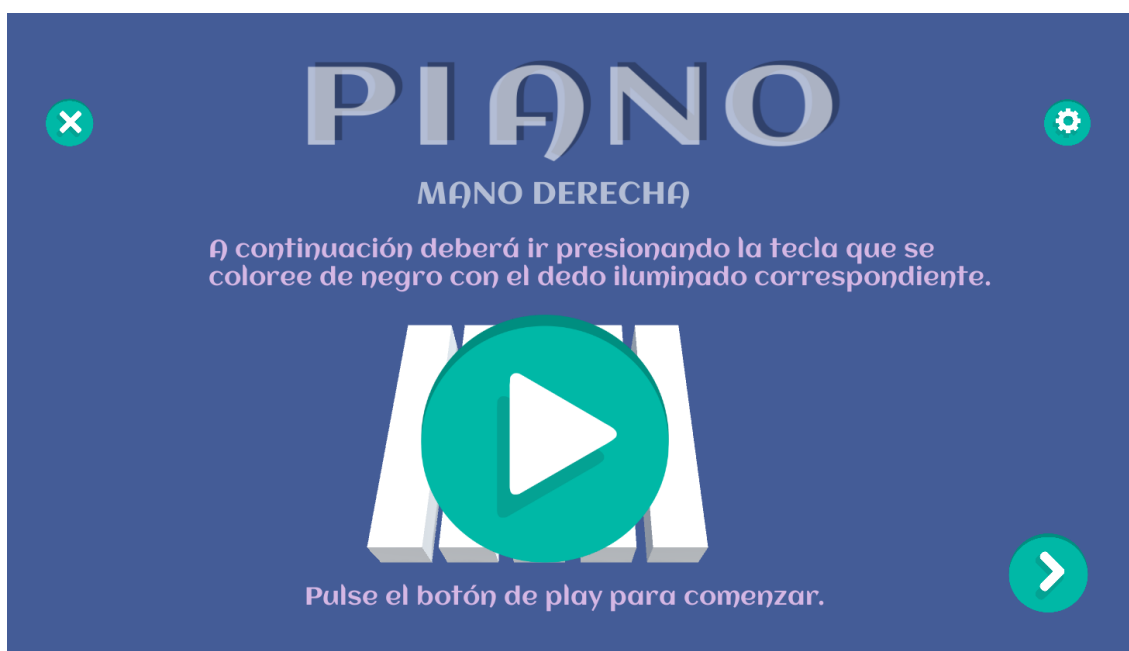 PIANO
MANO DERECHA
A continuación deberá ir presionando la tecla que se
coloree de negro con el dedo iluminado correspondiente.
Pulse el botón de play para comenzar.